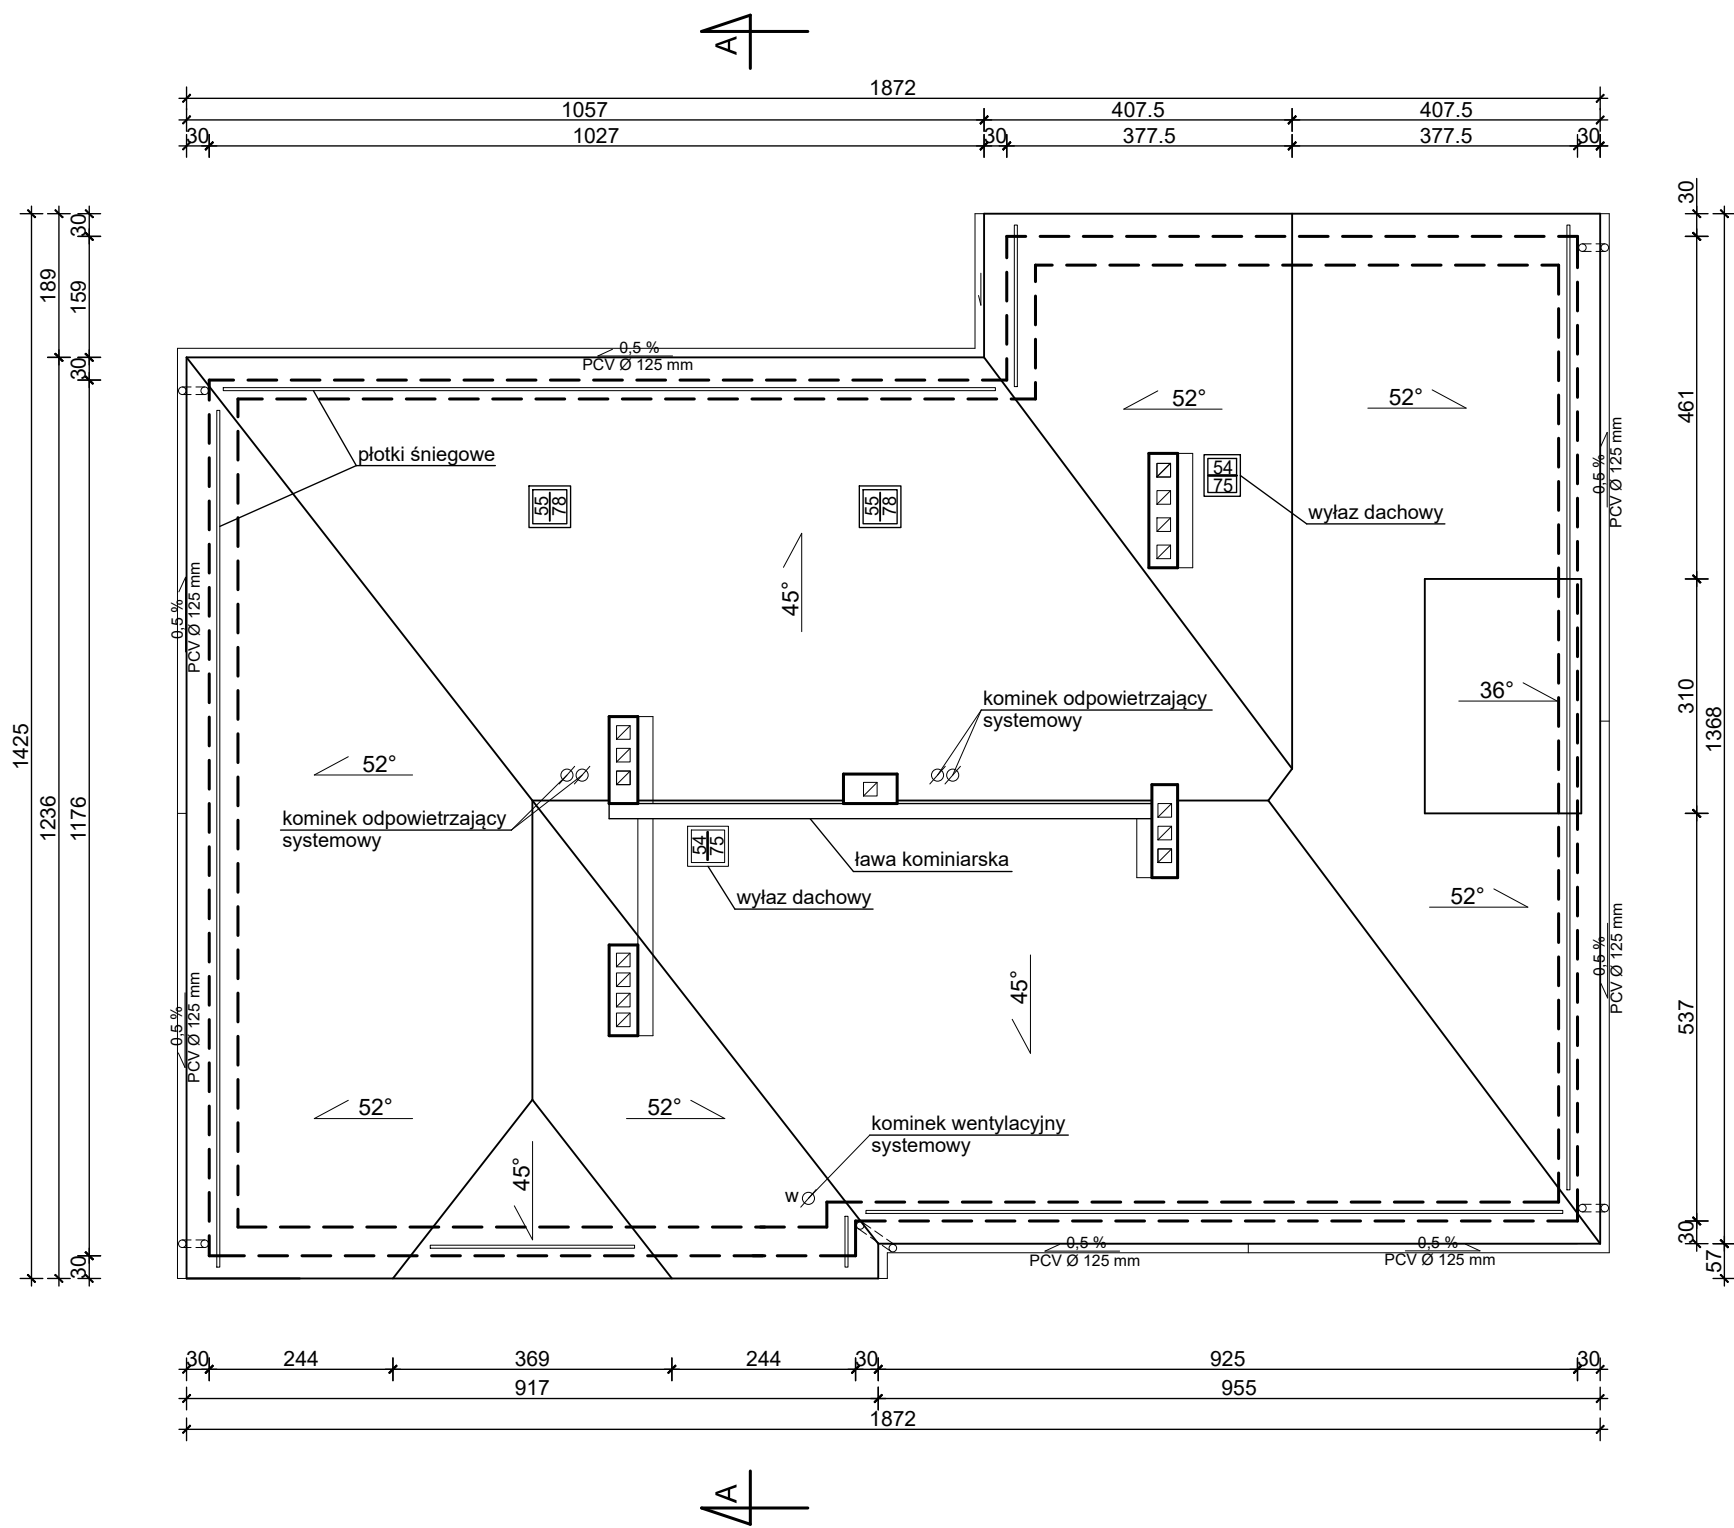 A
1872
1057 407.5 407.5
30 1027 30 377.5 377.5 30
30
30
0,5 %
PCV Ø 125 mm
189
159
30
52° 52°
461
0,5 %
PCV Ø 125 mm
płotki śniegowe
54
75
55
78
55
78
wyłaz dachowy
45°
0,5 %
PCV Ø 125 mm
kominek odpowietrzający
systemowy
36°
310
1368
1425
1236
1176
52°
kominek odpowietrzający
systemowy
54
75
ława kominiarska
wyłaz dachowy
52°
0,5 %
PCV Ø 125 mm
45°
537
0,5 %
PCV Ø 125 mm
52° 52°
kominek wentylacyjny
systemowy
45°
w
30
0,5 %
PCV Ø 125 mm
0,5 %
PCV Ø 125 mm
30
57
30 244 369 244 30 925 30
917 955
1872
A